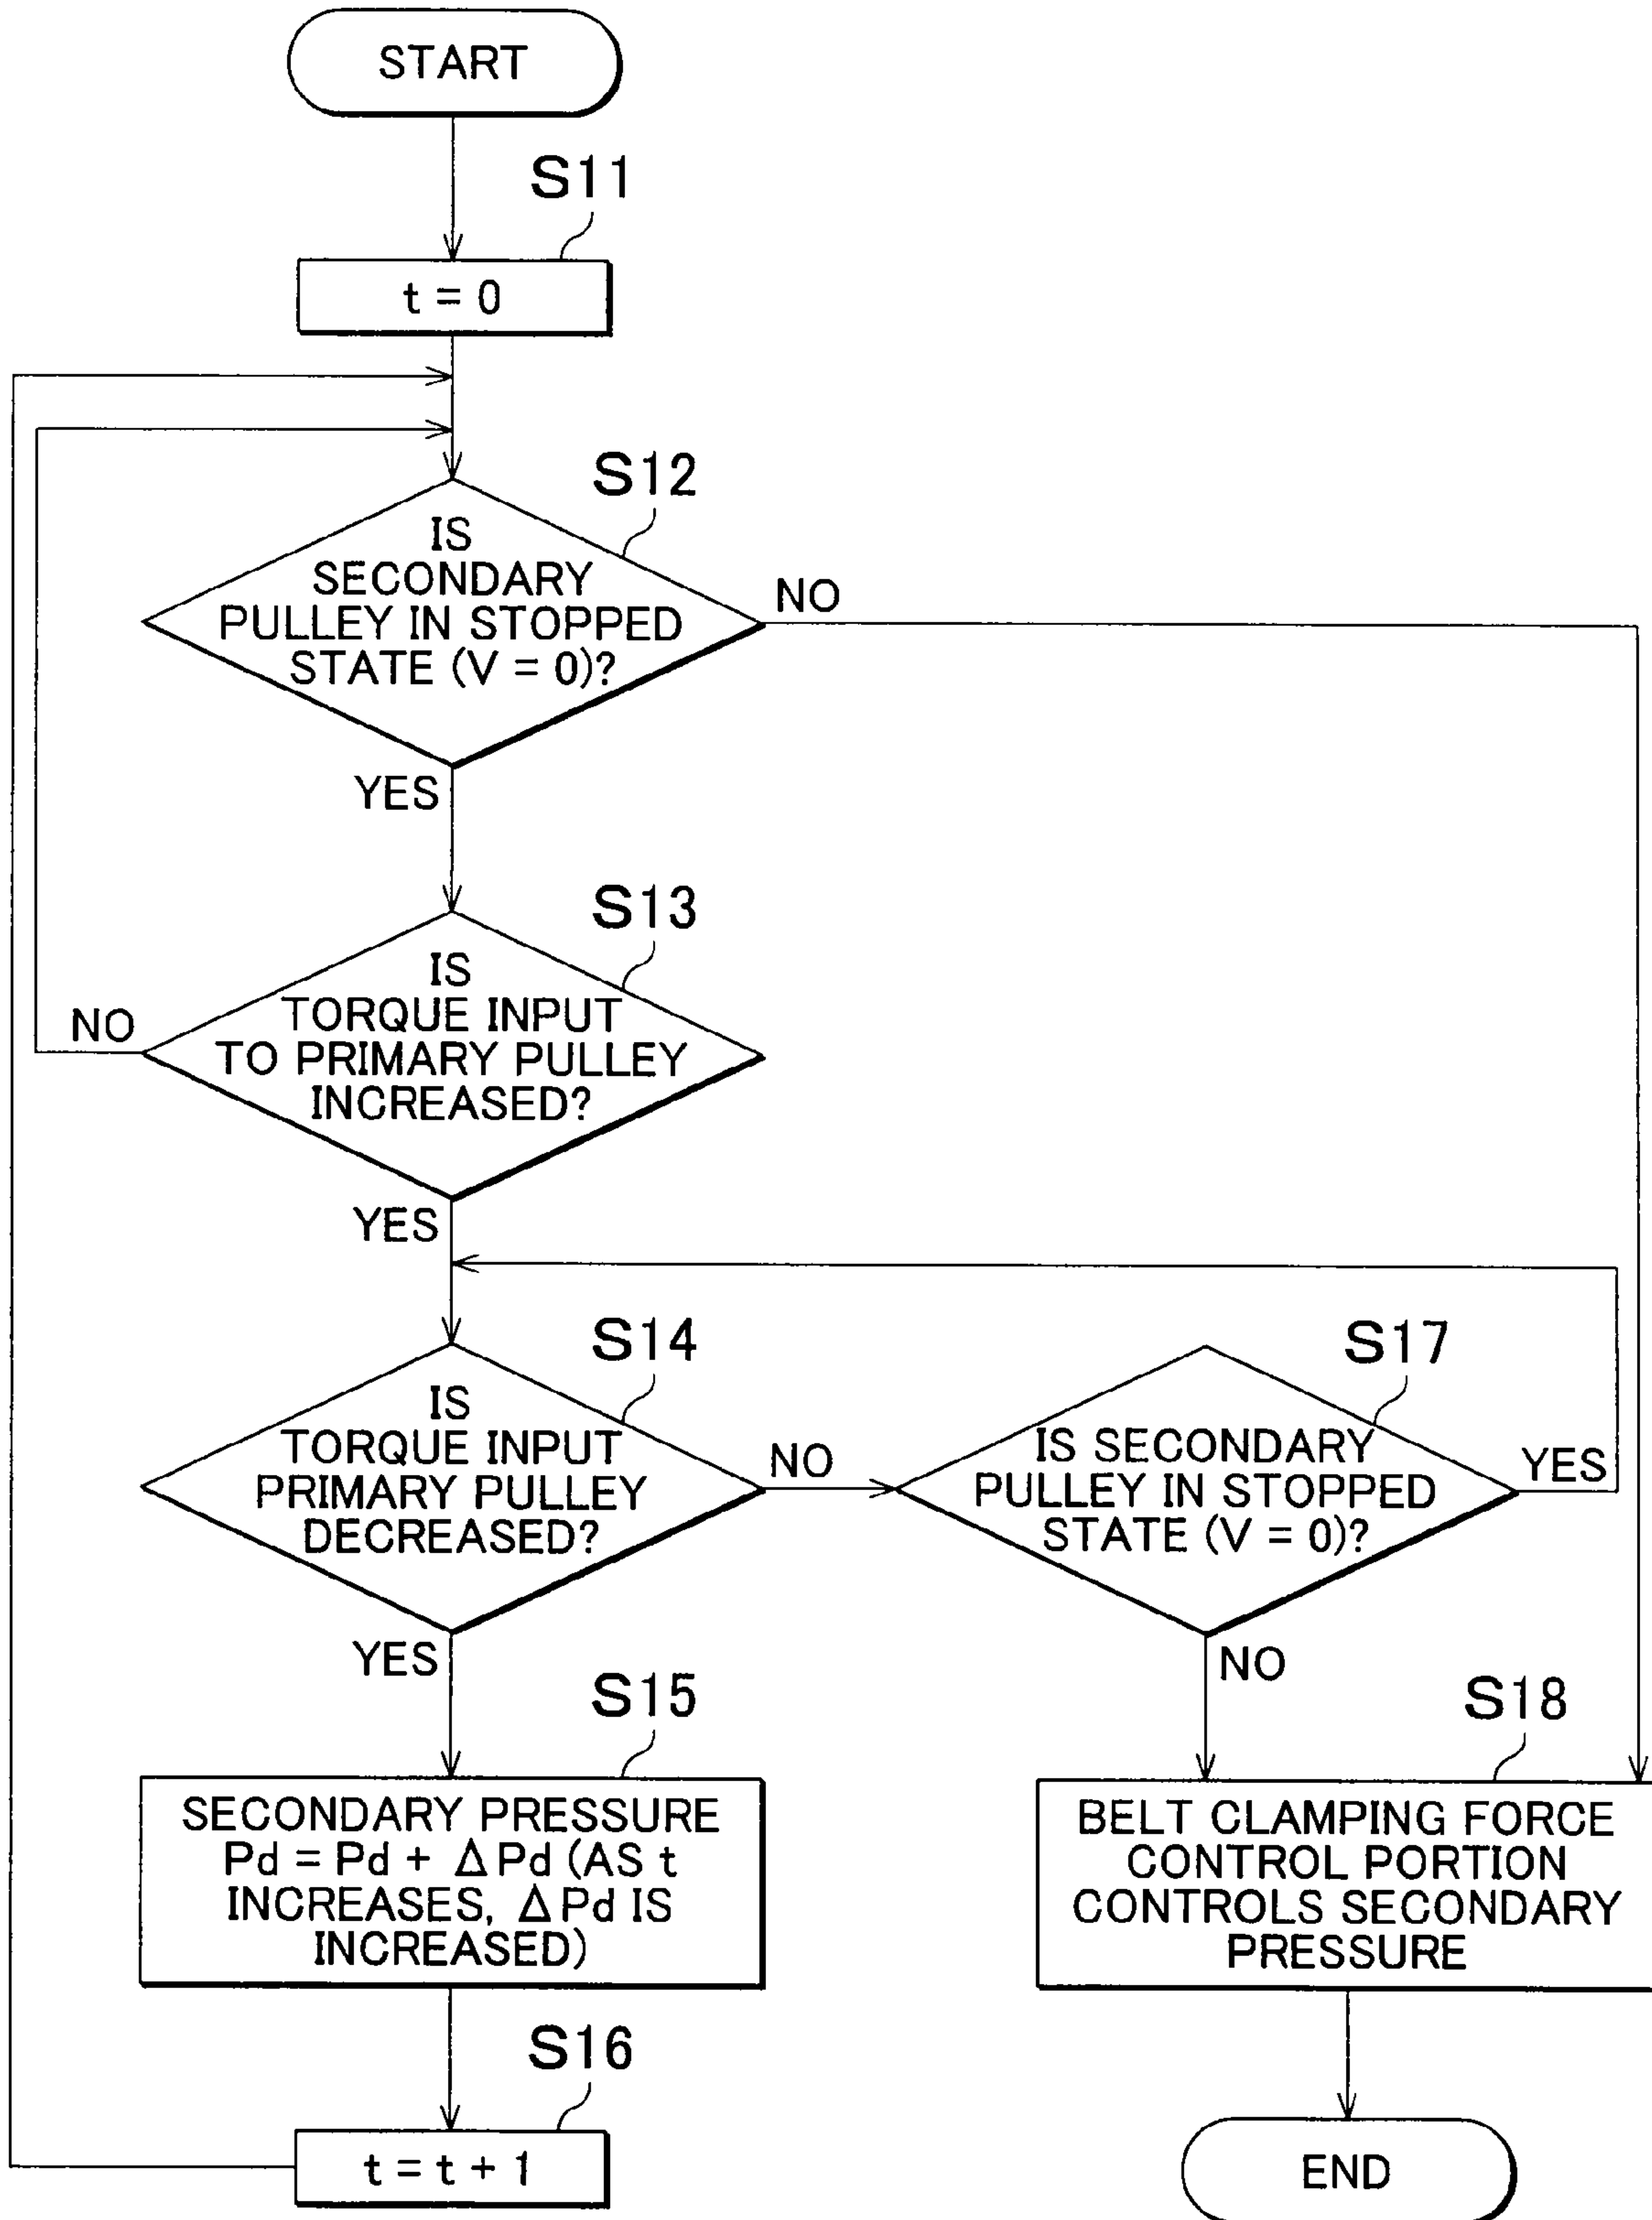 START
S11
t = 0
S12
IS
SECONDARY
PULLEY IN STOPPED
STATE (V = 0)?
NO
YES
S13
IS
TORQUE INPUT
TO PRIMARY PULLEY
INCREASED?
NO
YES
S14
IS
TORQUE INPUT
PRIMARY PULLEY
DECREASED?
NO
YES
S17
IS SECONDARY
PULLEY IN STOPPED
STATE (V = 0)?
YES
NO
S15
SECONDARY PRESSURE
Pd = Pd + Δ Pd (AS t
INCREASES, Δ Pd IS
INCREASED)
S18
BELT CLAMPING FORCE
CONTROL PORTION
CONTROLS SECONDARY
PRESSURE
S16
t = t + 1
END